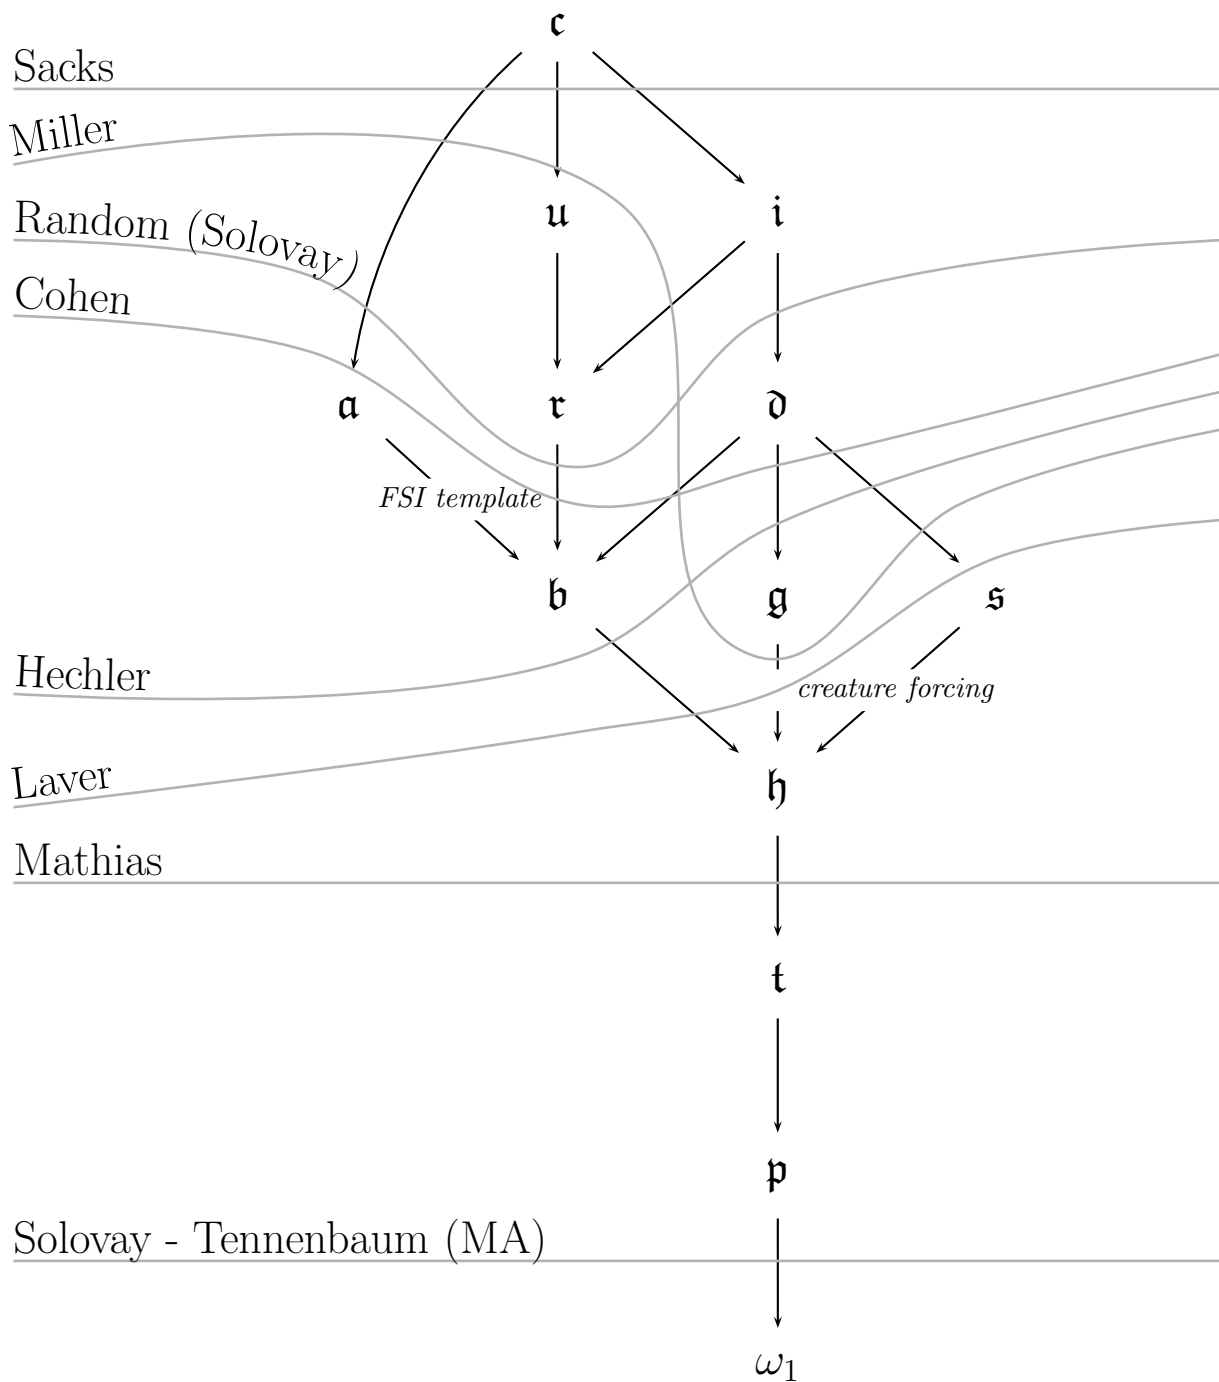 𝔠
Sacks
Miller
𝔲 𝔦
Random (Solovay)
Cohen
𝔞 𝔯 𝔡
FSI template
𝔟 𝔤 𝔰
Hechler
creature forcing
Laver
𝔥
Mathias
𝔱
𝔭
Solovay - Tennenbaum (MA)
ω₁